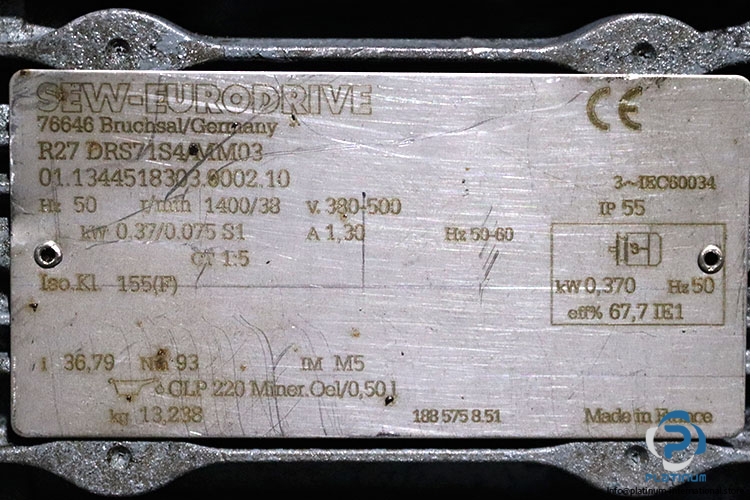 SEW-EURODRIVE
76646 Bruchsal/Germany
R27 DRS71S4/MM03
01.1344518303.0002.10
3~IEC60034
Hz 50 r/min 1400/38 V. 380-500
IP 55
kW 0.37/0.075 S1 A 1,30 Hz 50-60
CT 1:5
Iso.Kl. 155(F)
kW 0,370 Hz 50
eff% 67,7 IE1
i 36,79 Nm 93 IM M5
CLP 220 Miner.Oel/0,50 l
kg 13,238
188 575 8.51
Made in France
PLATINUM